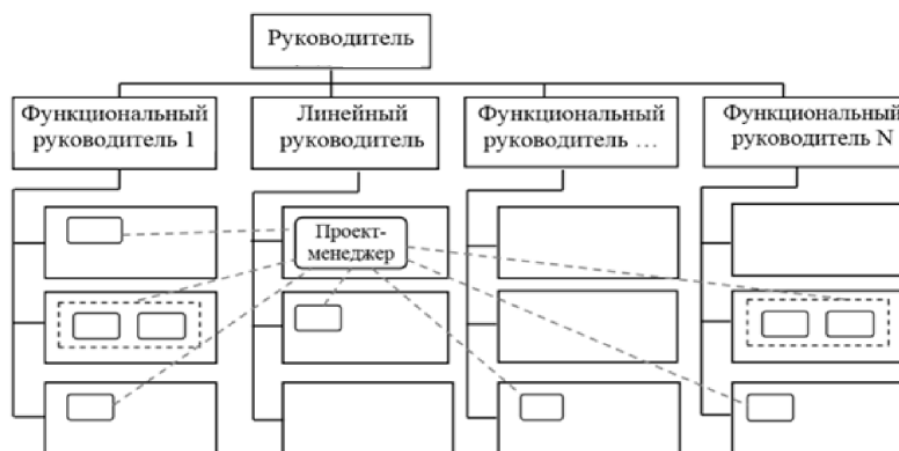 Руководитель
Функциональный
руководитель 1
Линейный
руководитель
Функциональный
руководитель ...
Функциональный
руководитель N
Проект-
менеджер